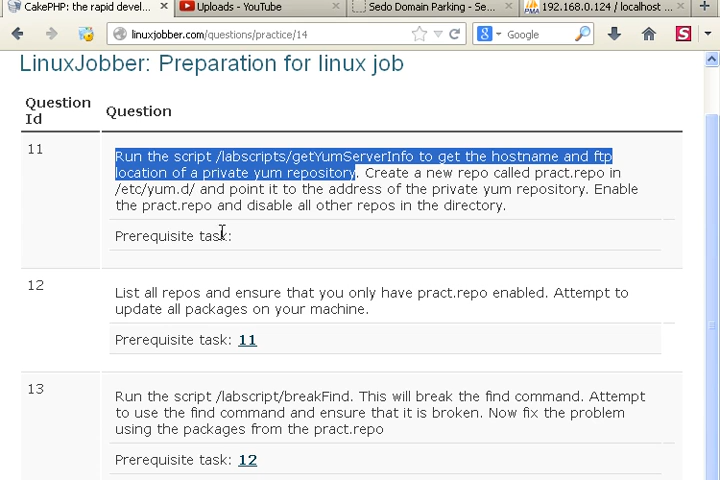 CakePHP: the rapid devel...
Uploads - YouTube
Sedo Domain Parking - Se...
192.168.0.124 / localhost ...
linuxjobber.com/questions/practice/14
Google
LinuxJobber: Preparation for linux job
Question Id
Question
11
Run the script /labscripts/getYumServerInfo to get the hostname and ftp
location of a private yum repository. Create a new repo called pract.repo in
/etc/yum.d/ and point it to the address of the private yum repository. Enable
the pract.repo and disable all other repos in the directory.
Prerequisite task:
12
List all repos and ensure that you only have pract.repo enabled. Attempt to
update all packages on your machine.
Prerequisite task: 11
13
Run the script /labscript/breakFind. This will break the find command. Attempt
to use the find command and ensure that it is broken. Now fix the problem
using the packages from the pract.repo
Prerequisite task: 12